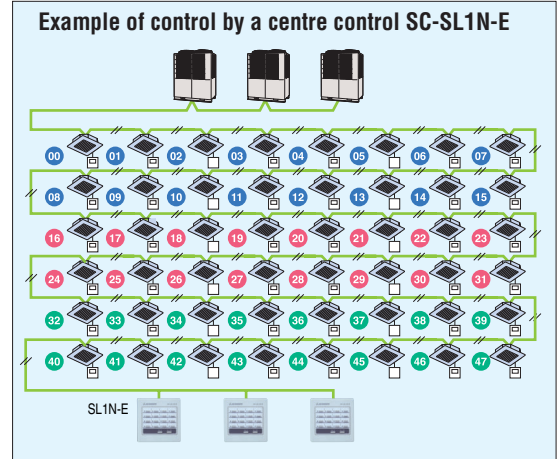 Example of control by a centre control SC-SL1N-E
00 01 02 03 04 05 06 07
08 09 10 11 12 13 14 15
16 17 18 19 20 21 22 23
24 25 26 27 28 29 30 31
32 33 34 35 36 37 38 39
40 41 42 43 44 45 46 47
SL1N-E